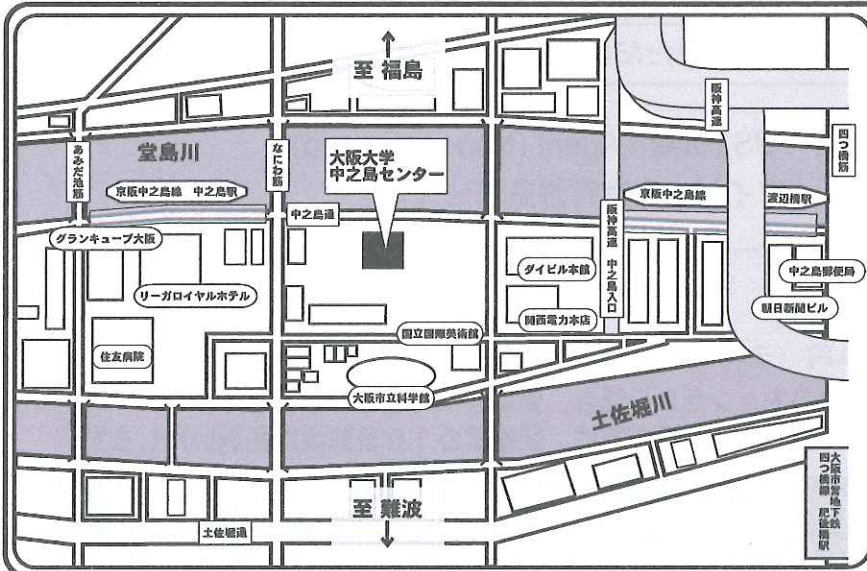 至 福島
阪神高速
四つ橋筋
あみだ池筋
堂島川
なにわ筋
大阪大学
中之島センター
京阪中之島線 中之島駅
京阪中之島線 渡辺橋駅
中之島通
阪神高速 中之島入口
グランキューブ大阪
ダイビル本館
中之島郵便局
リーガロイヤルホテル
関西電力本店
朝日新聞ビル
国立国際美術館
住友病院
大阪市立科学館
土佐堀川
至 難波
土佐堀通
大阪市営地下鉄
四つ橋線 肥後橋駅